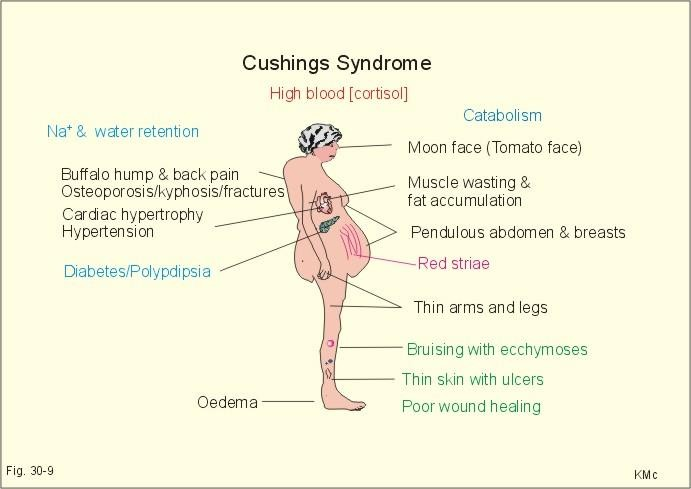 Cushings Syndrome
High blood [cortisol]
Catabolism
Na⁺ & water retention
Moon face (Tomato face)
Buffalo hump & back pain
Osteoporosis/kyphosis/fractures
Muscle wasting &
fat accumulation
Cardiac hypertrophy
Hypertension
Pendulous abdomen & breasts
Red striae
Diabetes/Polypdipsia
Thin arms and legs
Bruising with ecchymoses
Thin skin with ulcers
Oedema
Poor wound healing
Fig. 30-9
KMc